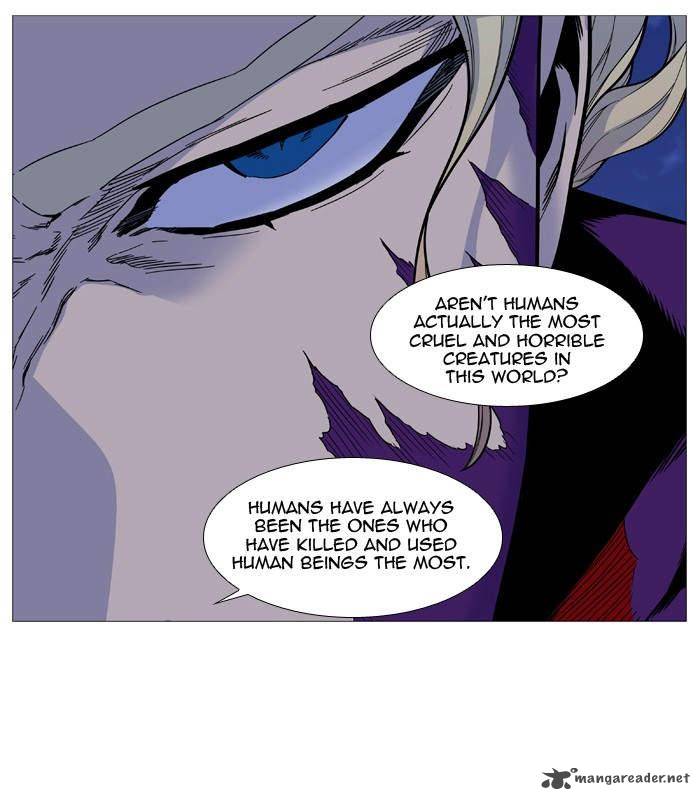 AREN'T HUMANS
ACTUALLY THE MOST
CRUEL AND HORRIBLE
CREATURES IN
THIS WORLD?
HUMANS HAVE ALWAYS
BEEN THE ONES WHO
HAVE KILLED AND USED
HUMAN BEINGS THE MOST.
mangareader.net